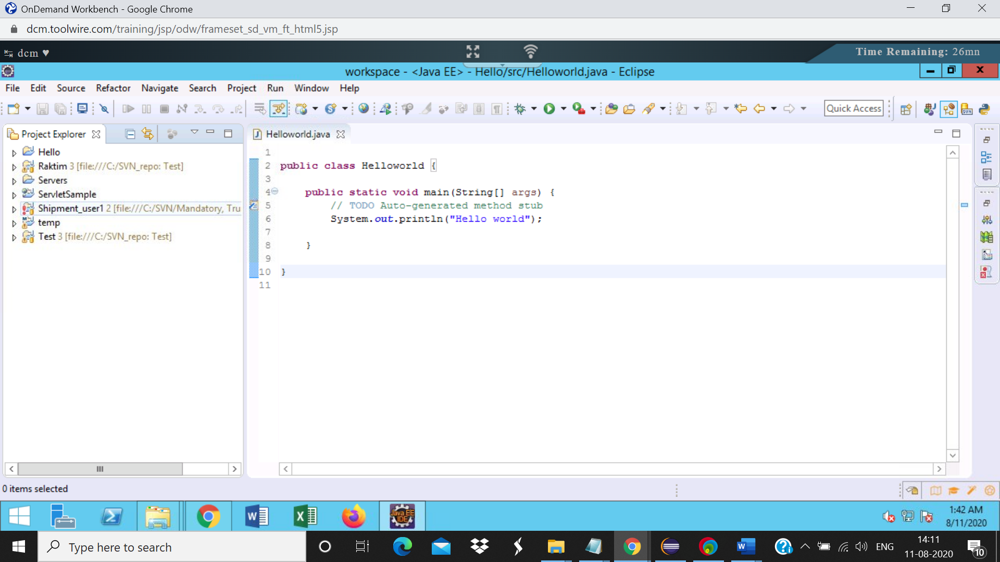 OnDemand Workbench - Google Chrome
dcm.toolwire.com/training/jsp/odw/frameset_sd_vm_ft_html5.jsp
dcm ♥
Time Remaining: 26mn
workspace - <Java EE> - Hello/src/Helloworld.java - Eclipse
File Edit Source Refactor Navigate Search Project Run Window Help
Quick Access
Project Explorer
Hello
Raktim 3 [file:///C:/SVN_repo: Test]
Servers
ServletSample
Shipment_user1 2 [file:///C:/SVN/Mandatory, Tru
temp
Test 3 [file:///C:/SVN_repo: Test]
Helloworld.java
1
2 public class Helloworld {
3
4 public static void main(String[] args) {
5 // TODO Auto-generated method stub
6 System.out.println("Hello world");
7
8 }
9
10 }
11
0 items selected
Java EE
IDE
1:42 AM
8/11/2020
Type here to search
ENG
14:11
11-08-2020
10